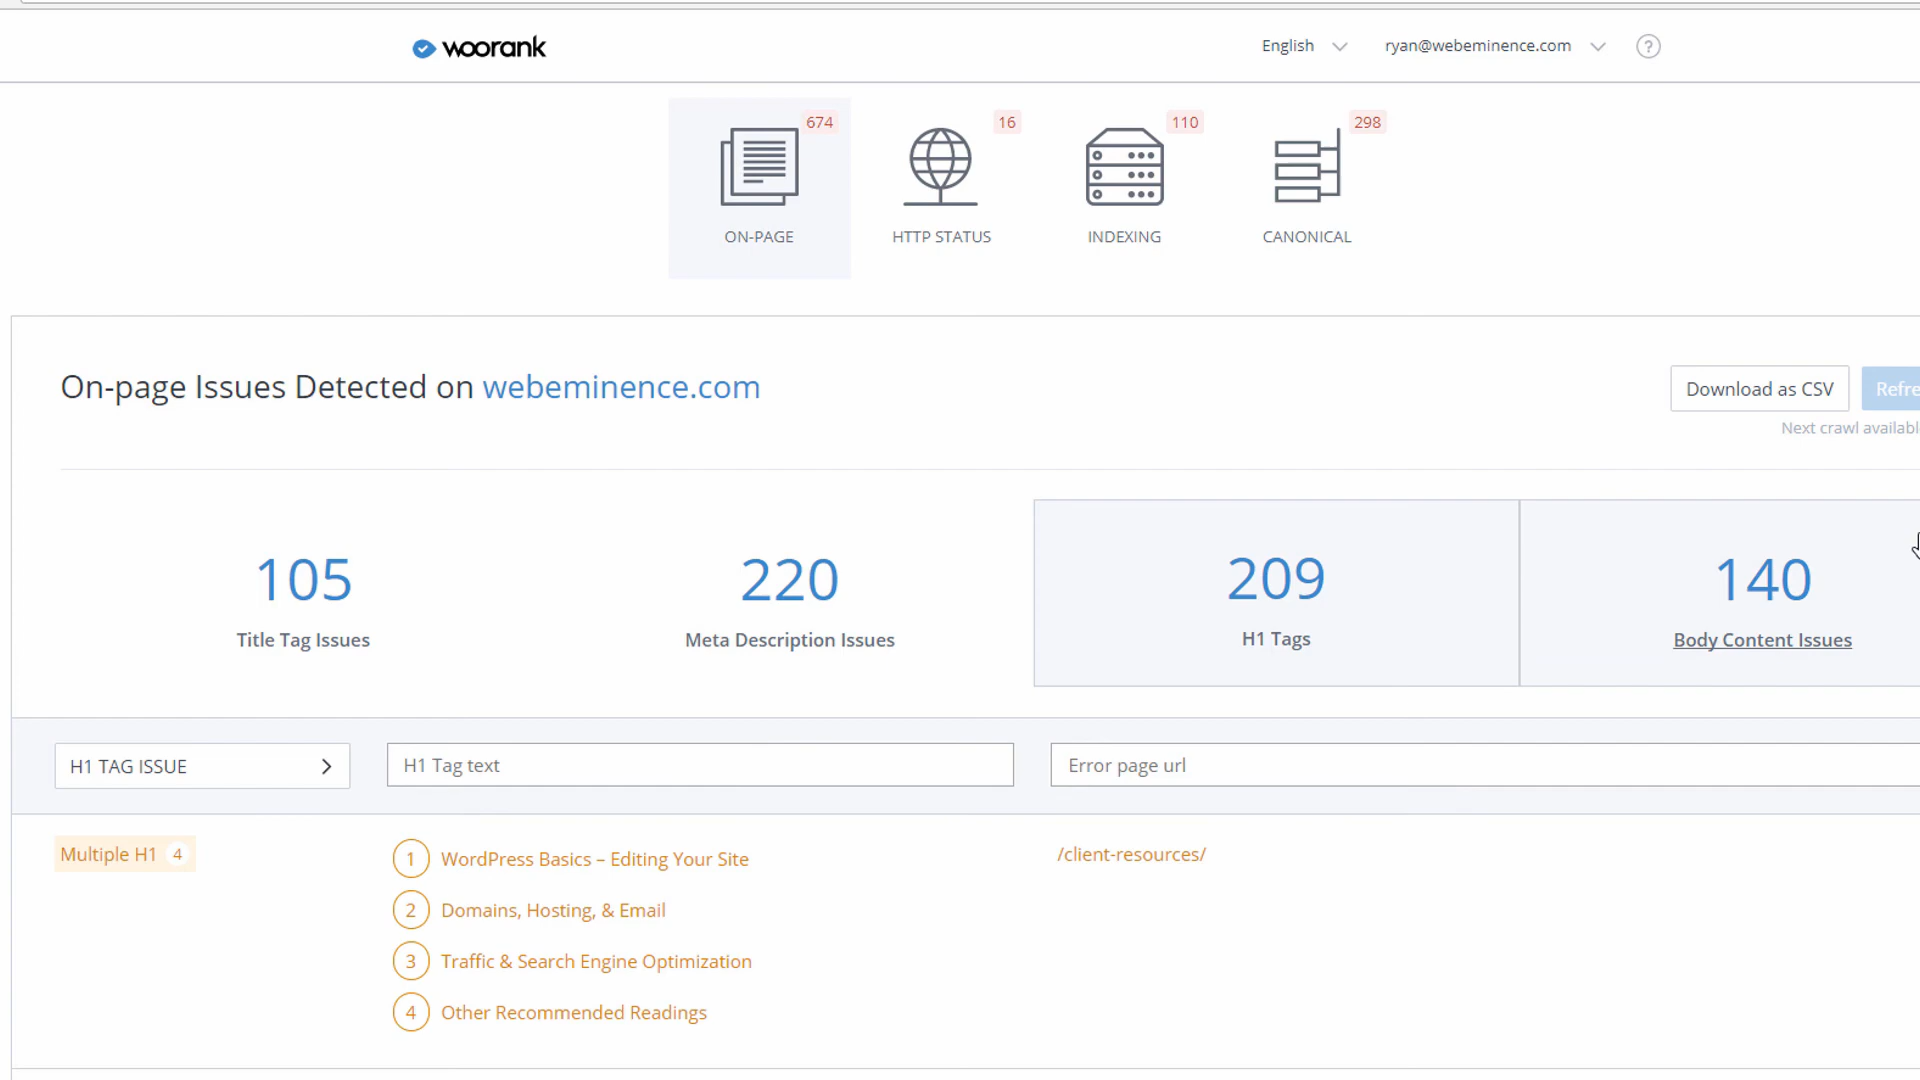 woorank
English
ryan@webeminence.com
?
674
16
110
298
ON-PAGE
HTTP STATUS
INDEXING
CANONICAL
On-page Issues Detected on webeminence.com
Download as CSV
Next crawl
105
220
209
140
Title Tag Issues
Meta Description Issues
H1 Tags
Body Content Issues
H1 TAG ISSUE
H1 Tag text
Error page url
Multiple H1 4
1 WordPress Basics – Editing Your Site
/client-resources/
2 Domains, Hosting, & Email
3 Traffic & Search Engine Optimization
4 Other Recommended Readings